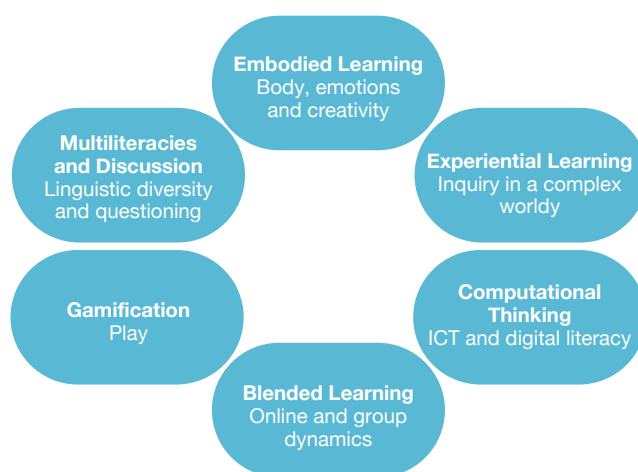 Embodied Learning
Body, emotions
and creativity
Multiliteracies
and Discussion
Linguistic diversity
and questioning
Experiential Learning
Inquiry in a complex
worldy
Gamification
Play
Computational
Thinking
ICT and digital literacy
Blended Learning
Online and group
dynamics